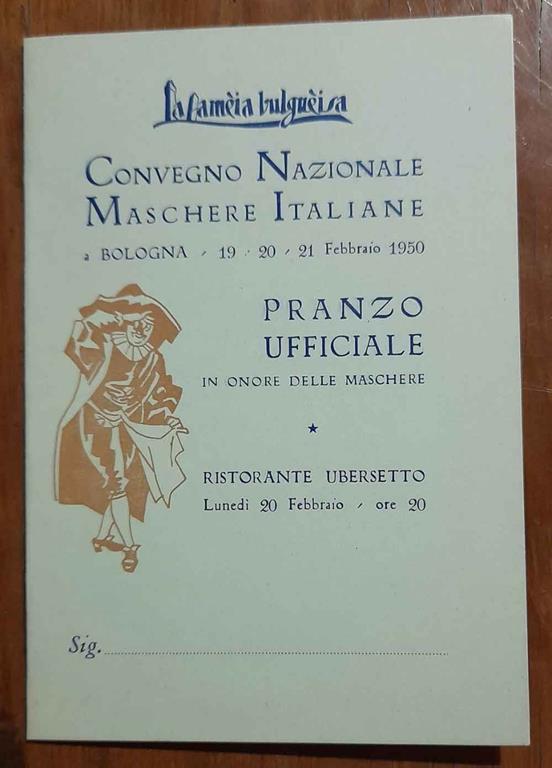 La Famèia bulgnèisa
CONVEGNO NAZIONALE
MASCHERE ITALIANE
a BOLOGNA - 19 - 20 - 21 Febbraio 1950
PRANZO
UFFICIALE
IN ONORE DELLE MASCHERE
★
RISTORANTE UBERSETTO
Lunedì 20 Febbraio - ore 20
Sig. ........................................